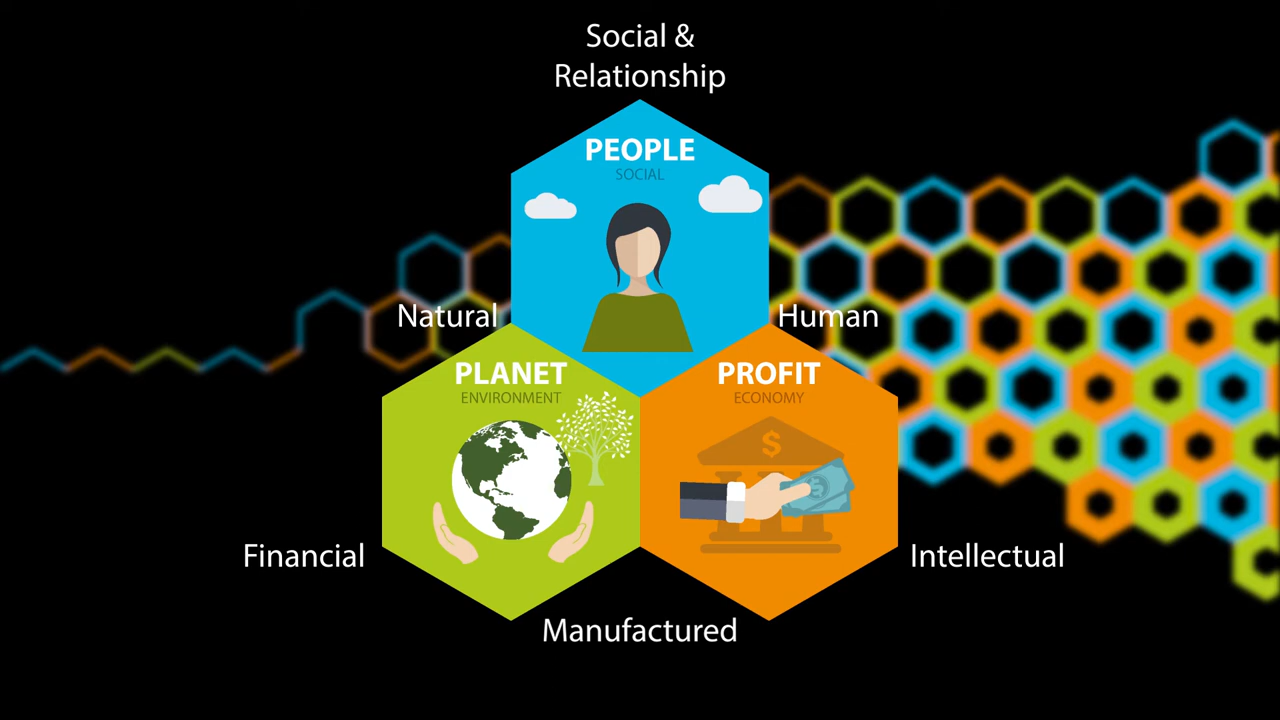 Social &
Relationship
PEOPLE
SOCIAL
Natural
Human
PLANET
ENVIRONMENT
PROFIT
ECONOMY
$
$
Financial
Intellectual
Manufactured